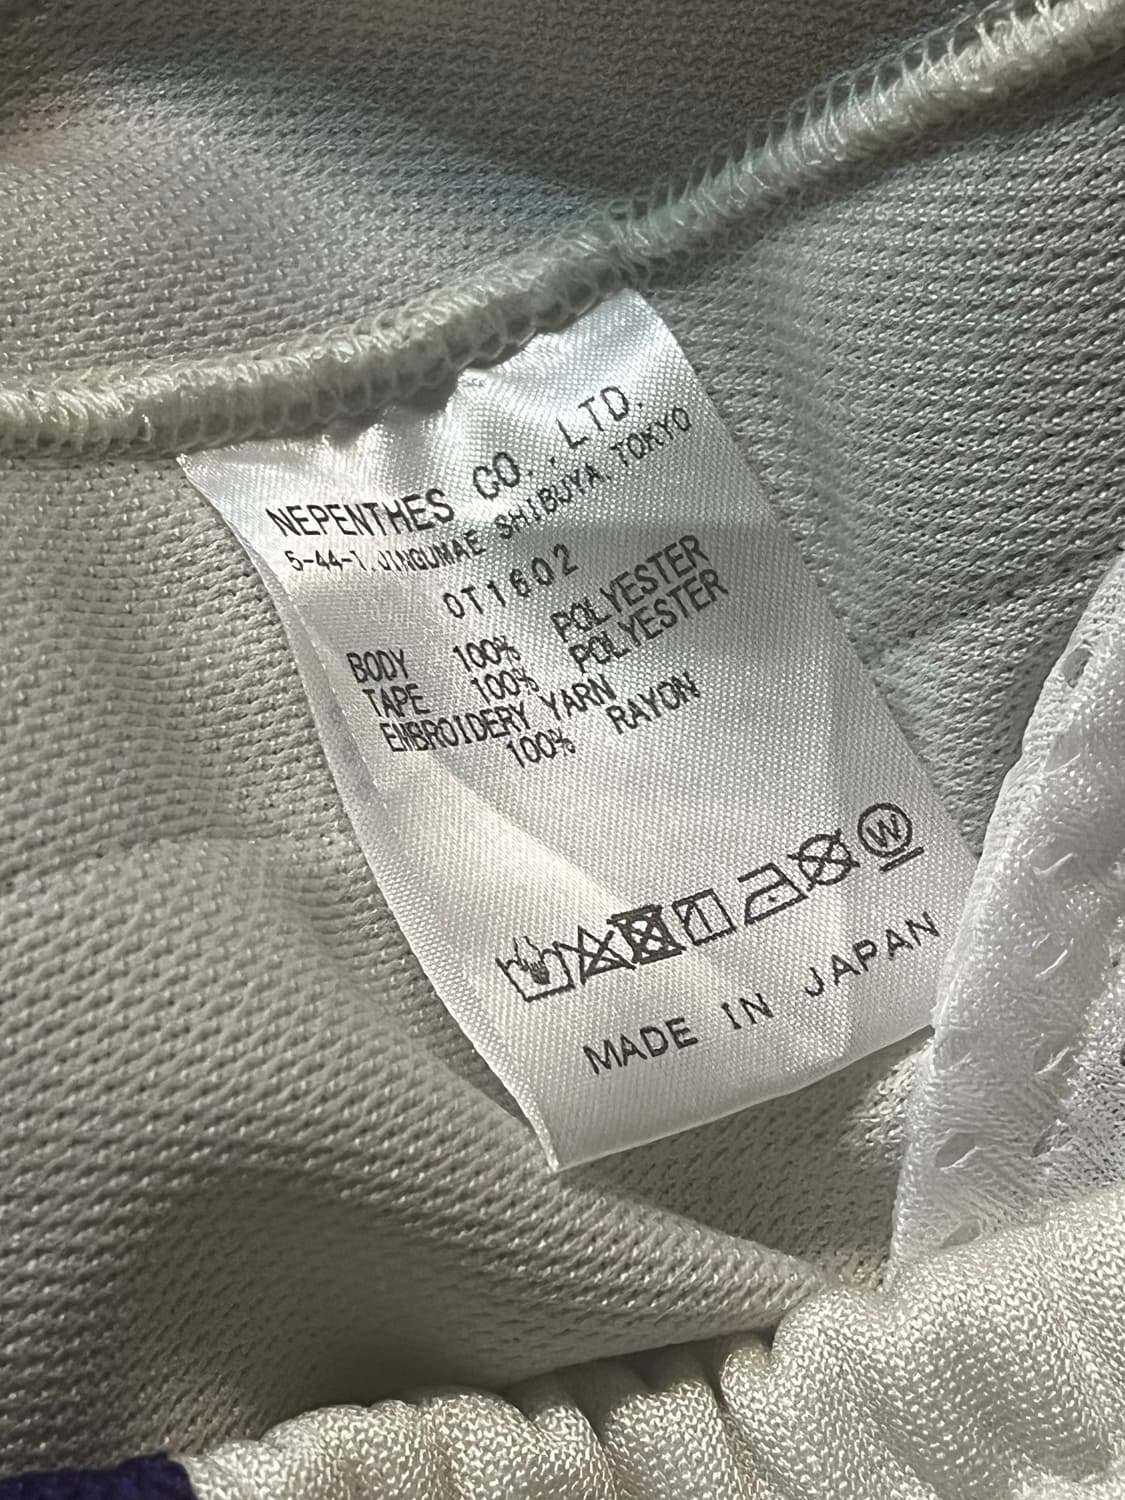 NEPENTHES CO.,LTD.
5-44-1,JINGUMAE SHIBUYA,TOKYO
OT1602
BODY 100% POLYESTER
TAPE 100% POLYESTER
EMBROIDERY YARN
100% RAYON
W
MADE IN JAPAN